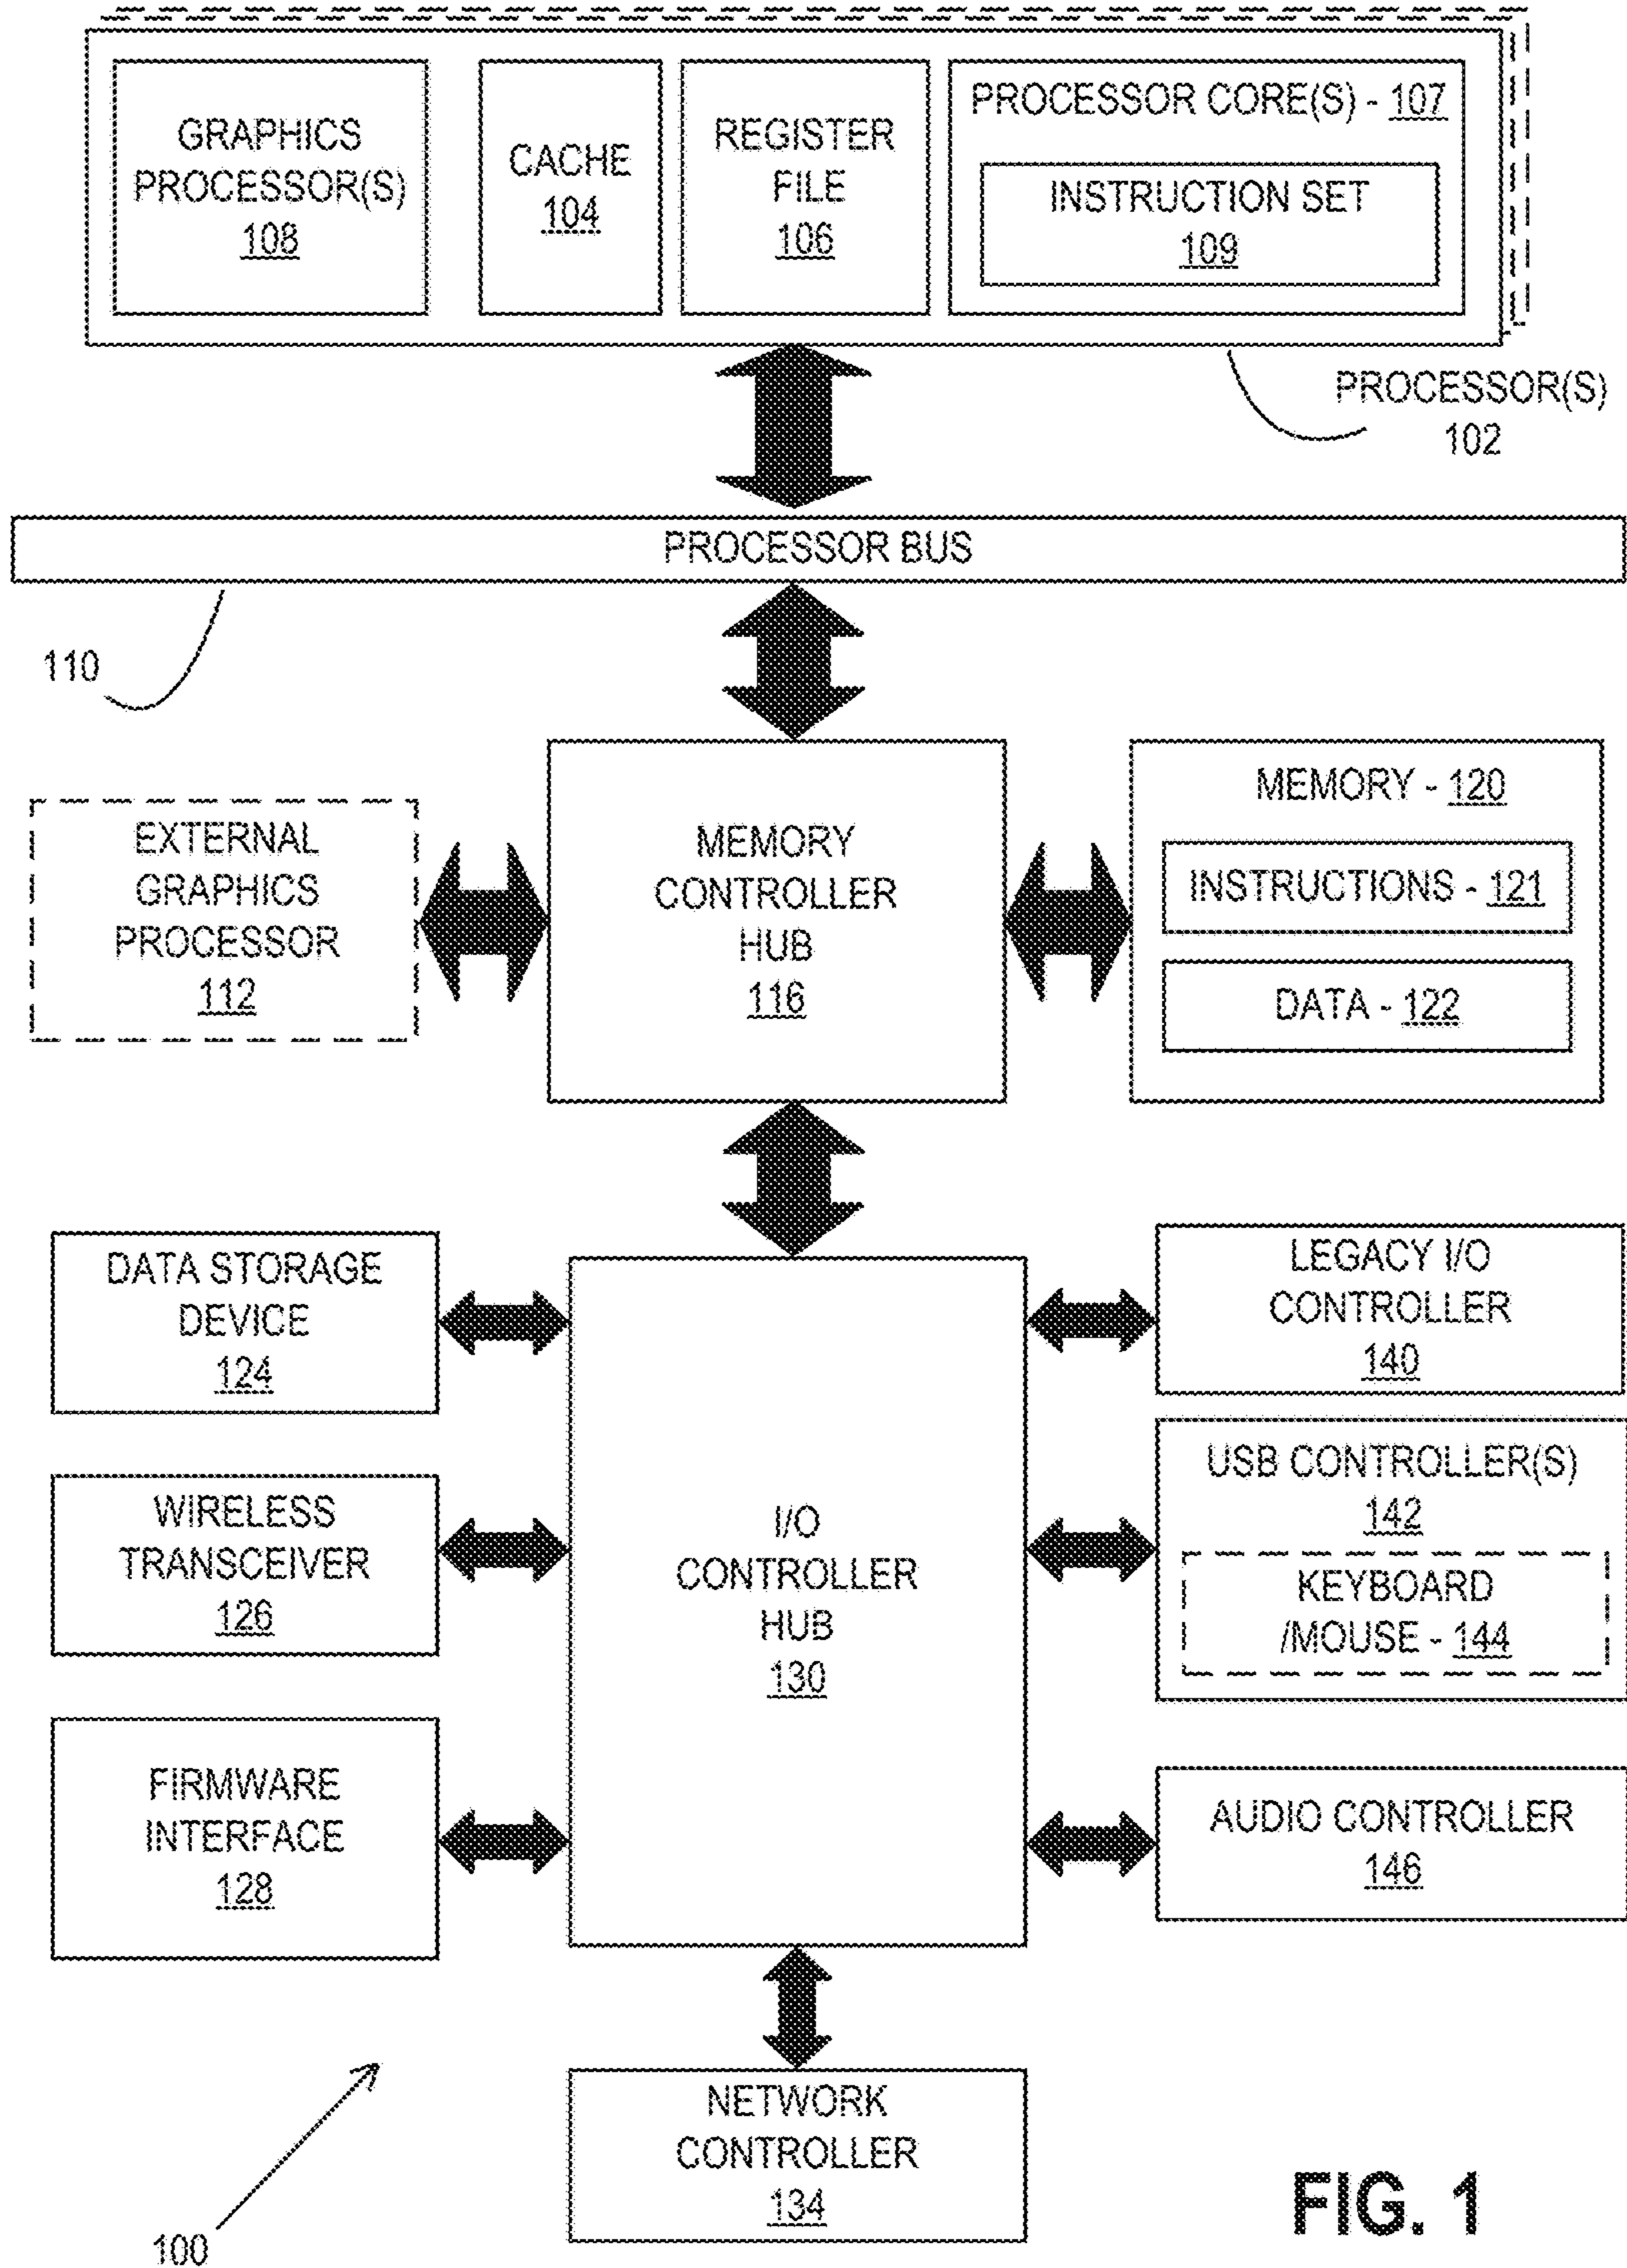 GRAPHICS
PROCESSOR(S)
108
CACHE
104
REGISTER
FILE
106
PROCESSOR CORE(S) - 107
INSTRUCTION SET
109
PROCESSOR(S)
102
PROCESSOR BUS
110
EXTERNAL
GRAPHICS
PROCESSOR
112
MEMORY
CONTROLLER
HUB
116
MEMORY - 120
INSTRUCTIONS - 121
DATA - 122
DATA STORAGE
DEVICE
124
WIRELESS
TRANSCEIVER
126
FIRMWARE
INTERFACE
128
I/O
CONTROLLER
HUB
130
LEGACY I/O
CONTROLLER
140
USB CONTROLLER(S)
142
KEYBOARD
/MOUSE - 144
AUDIO CONTROLLER
146
NETWORK
CONTROLLER
134
100
FIG. 1